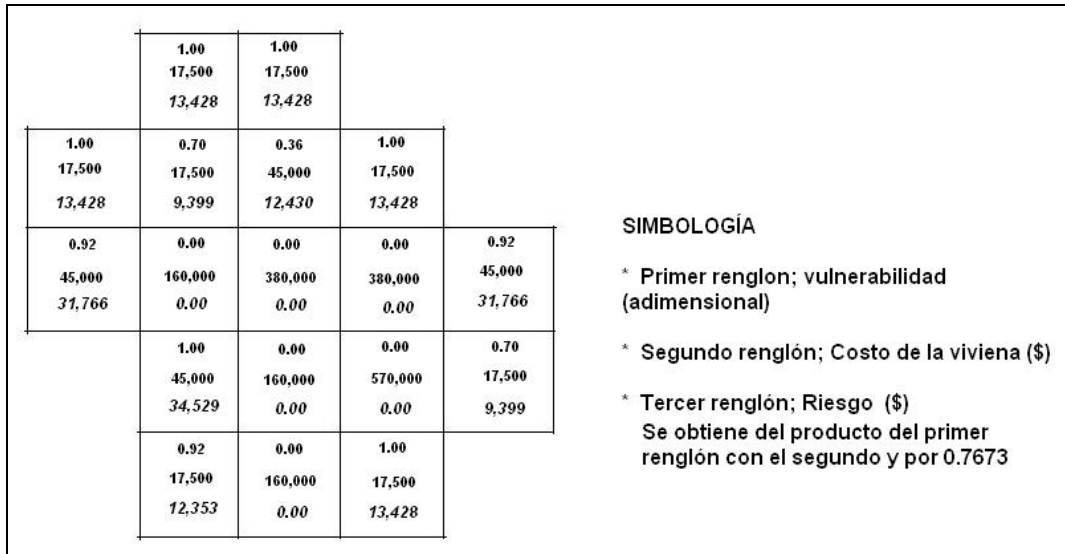 1.00 1.00
17,500 17,500
13,428 13,428
1.00 0.70 0.36 1.00
17,500 17,500 45,000 17,500
13,428 9,399 12,430 13,428
0.92 0.00 0.00 0.00 0.92
45,000 160,000 380,000 380,000 45,000
31,766 0.00 0.00 0.00 31,766
1.00 0.00 0.00 0.70
45,000 160,000 570,000 17,500
34,529 0.00 0.00 9,399
0.92 0.00 1.00
17,500 160,000 17,500
12,353 0.00 13,428
SIMBOLOGÍA
* Primer renglon; vulnerabilidad
(adimensional)
* Segundo renglón; Costo de la viviena ($)
* Tercer renglón; Riesgo ($)
Se obtiene del producto del primer
renglón con el segundo y por 0.7673